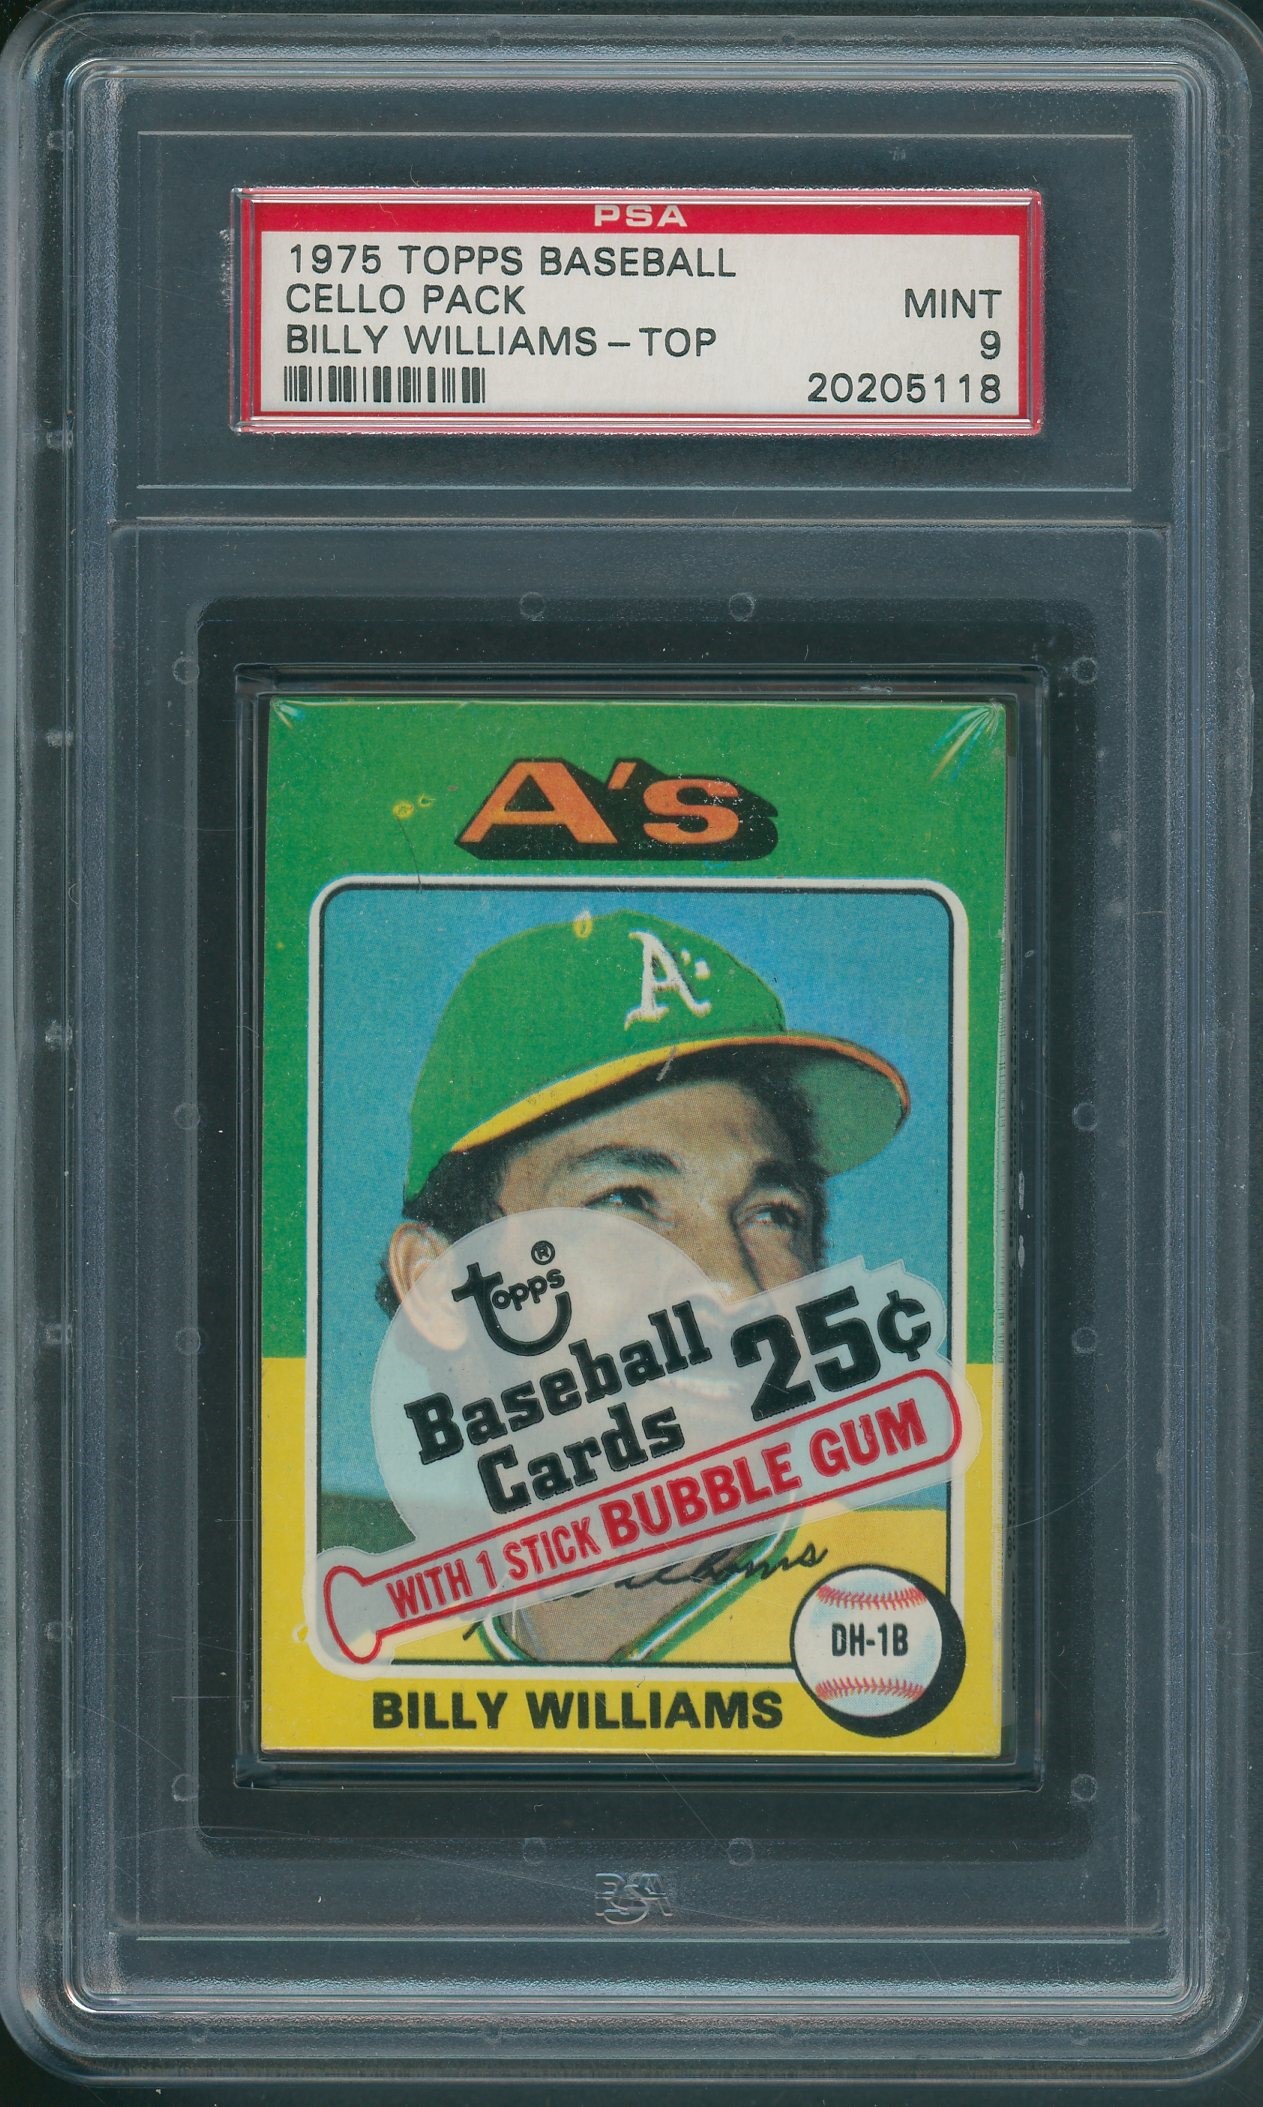 PSA
1975 TOPPS BASEBALL
CELLO PACK
MINT
BILLY WILLIAMS-TOP
9
20205118
A's
A's
topps®
Baseball
Cards
25¢
WITH 1 STICK BUBBLE GUM
DH-1B
BILLY WILLIAMS
PSA